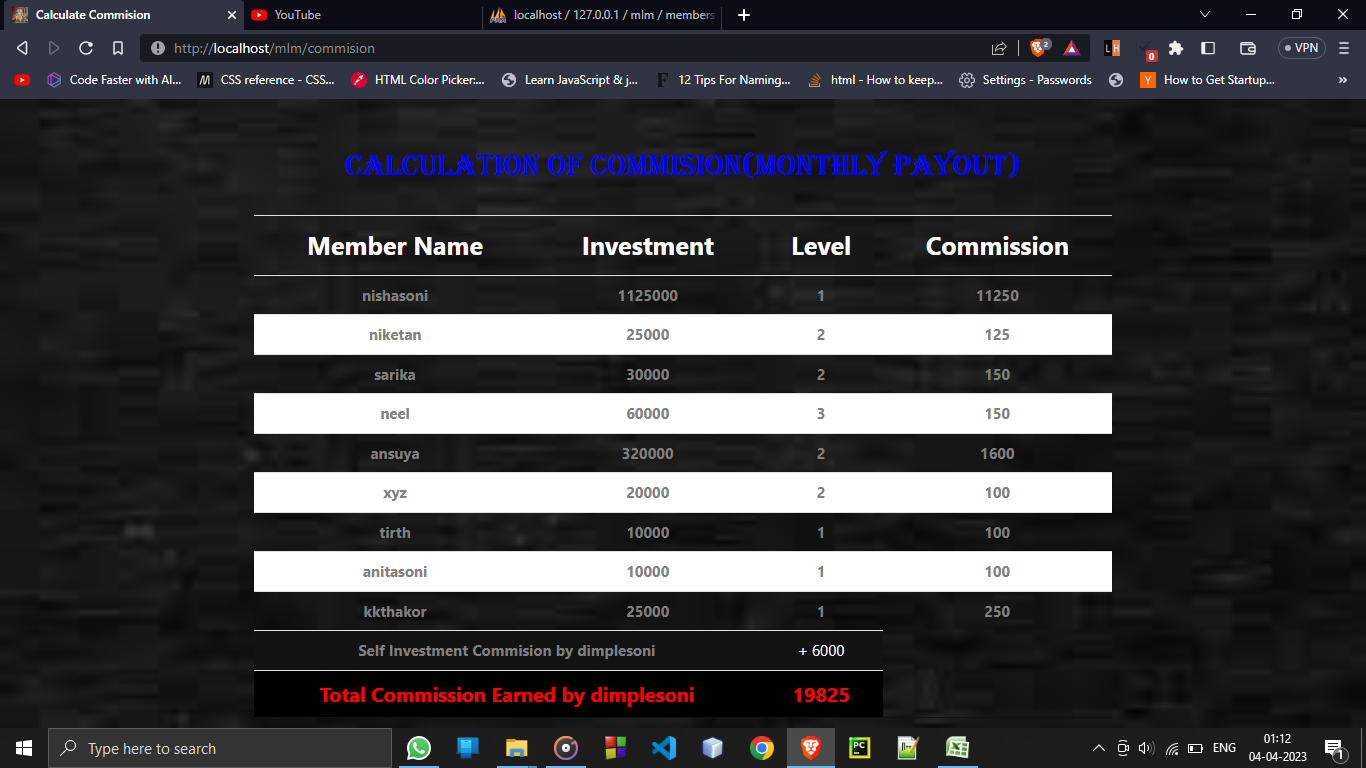 Calculate Commision
YouTube
localhost / 127.0.0.1 / mlm / members
http://localhost/mlm/commision
2
LH
0
VPN
Code Faster with AI...
M CSS reference - CSS...
HTML Color Picker:...
Learn JavaScript & j...
F 12 Tips For Naming...
html - How to keep...
Settings - Passwords
Y How to Get Startup...
»
CALCULATION OF COMMISION(MONTHLY PAYOUT)
Member Name Investment Level Commission
nishasoni 1125000 1 11250
niketan 25000 2 125
sarika 30000 2 150
neel 60000 3 150
ansuya 320000 2 1600
xyz 20000 2 100
tirth 10000 1 100
anitasoni 10000 1 100
kkthakor 25000 1 250
Self Investment Commision by dimplesoni + 6000
Total Commission Earned by dimplesoni 19825
Type here to search
PC
ENG
01:12
04-04-2023
1